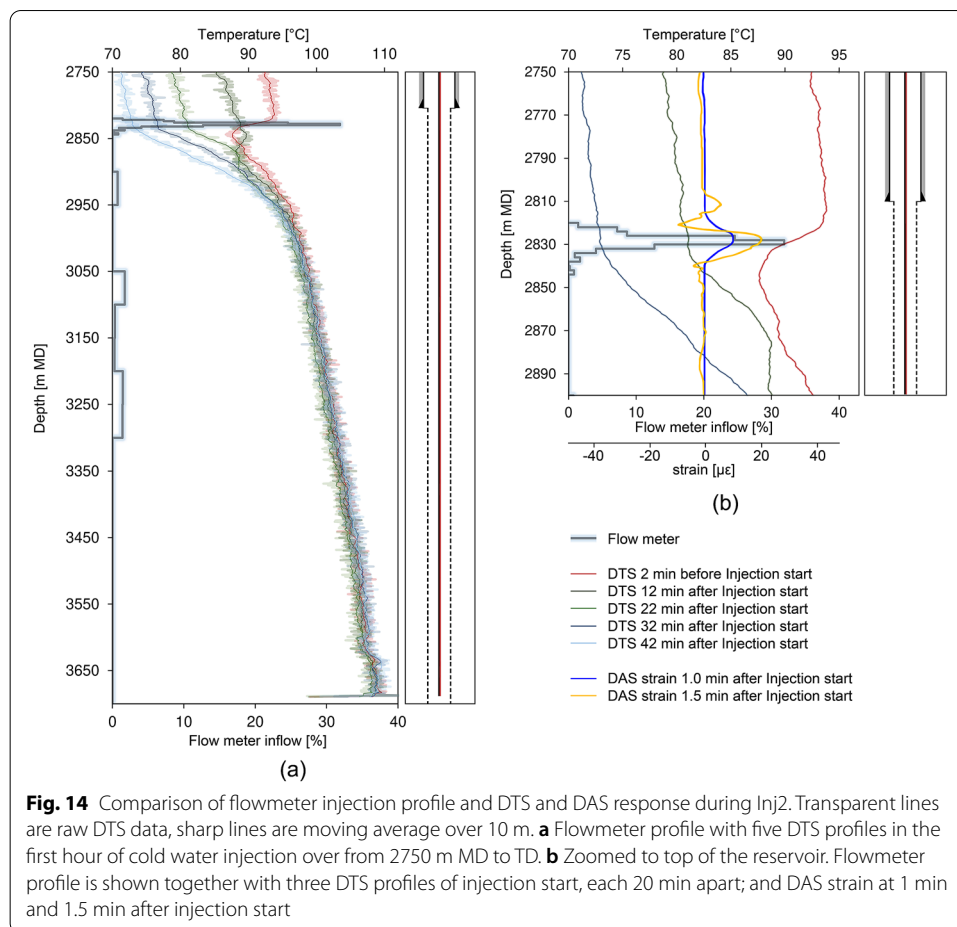 Temperature [°C]
70 80 90 100 110
2750
2850
2950
3050
3150
3250
3350
3450
3550
3650
Depth [m MD]
0 10 20 30 40
Flow meter inflow [%]
(a)
Temperature [°C]
70 75 80 85 90 95
2750
2770
2790
2810
2830
2850
2870
2890
Depth [m MD]
0 10 20 30 40
Flow meter inflow [%]
-40 -20 0 20 40
strain [με]
(b)
Flow meter
DTS 2 min before Injection start
DTS 12 min after Injection start
DTS 22 min after Injection start
DTS 32 min after Injection start
DTS 42 min after Injection start
DAS strain 1.0 min after Injection start
DAS strain 1.5 min after Injection start
Fig. 14 Comparison of flowmeter injection profile and DTS and DAS response during Inj2. Transparent lines
are raw DTS data, sharp lines are moving average over 10 m. a Flowmeter profile with five DTS profiles in the
first hour of cold water injection over from 2750 m MD to TD. b Zoomed to top of the reservoir. Flowmeter
profile is shown together with three DTS profiles of injection start, each 20 min apart; and DAS strain at 1 min
and 1.5 min after injection start